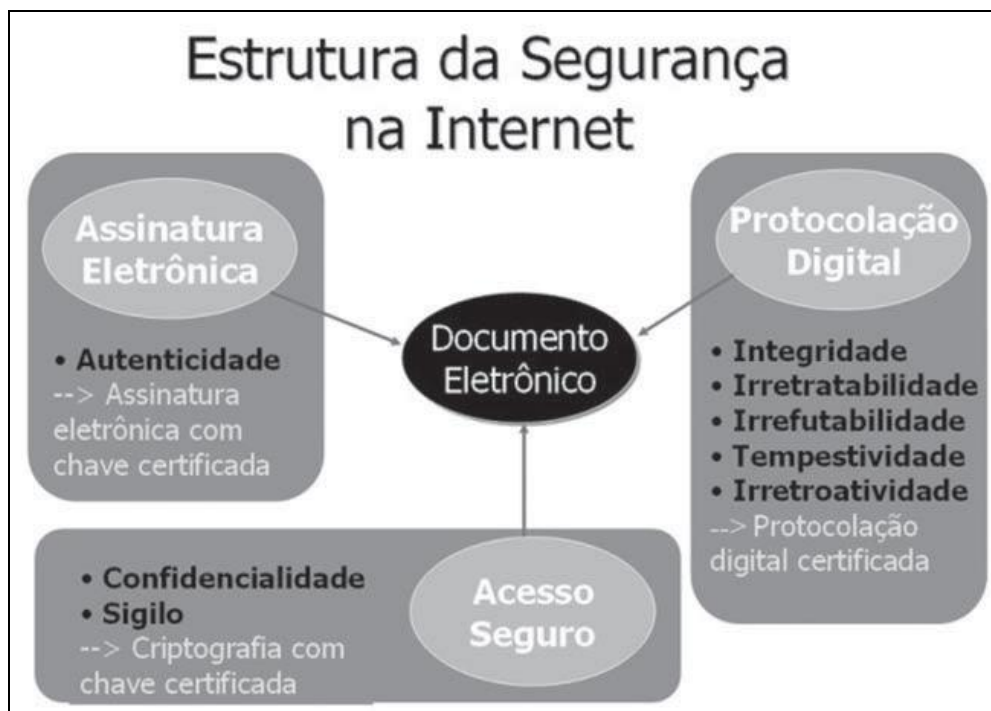 Estrutura da Segurança
na Internet
Assinatura
Eletrônica
• Autenticidade
--> Assinatura
eletrônica com
chave certificada
Documento
Eletrônico
Protocolação
Digital
• Integridade
• Irretratabilidade
• Irrefutabilidade
• Tempestividade
• Irretroatividade
--> Protocolação
digital certificada
• Confidencialidade
• Sigilo
--> Criptografia com
chave certificada
Acesso
Seguro